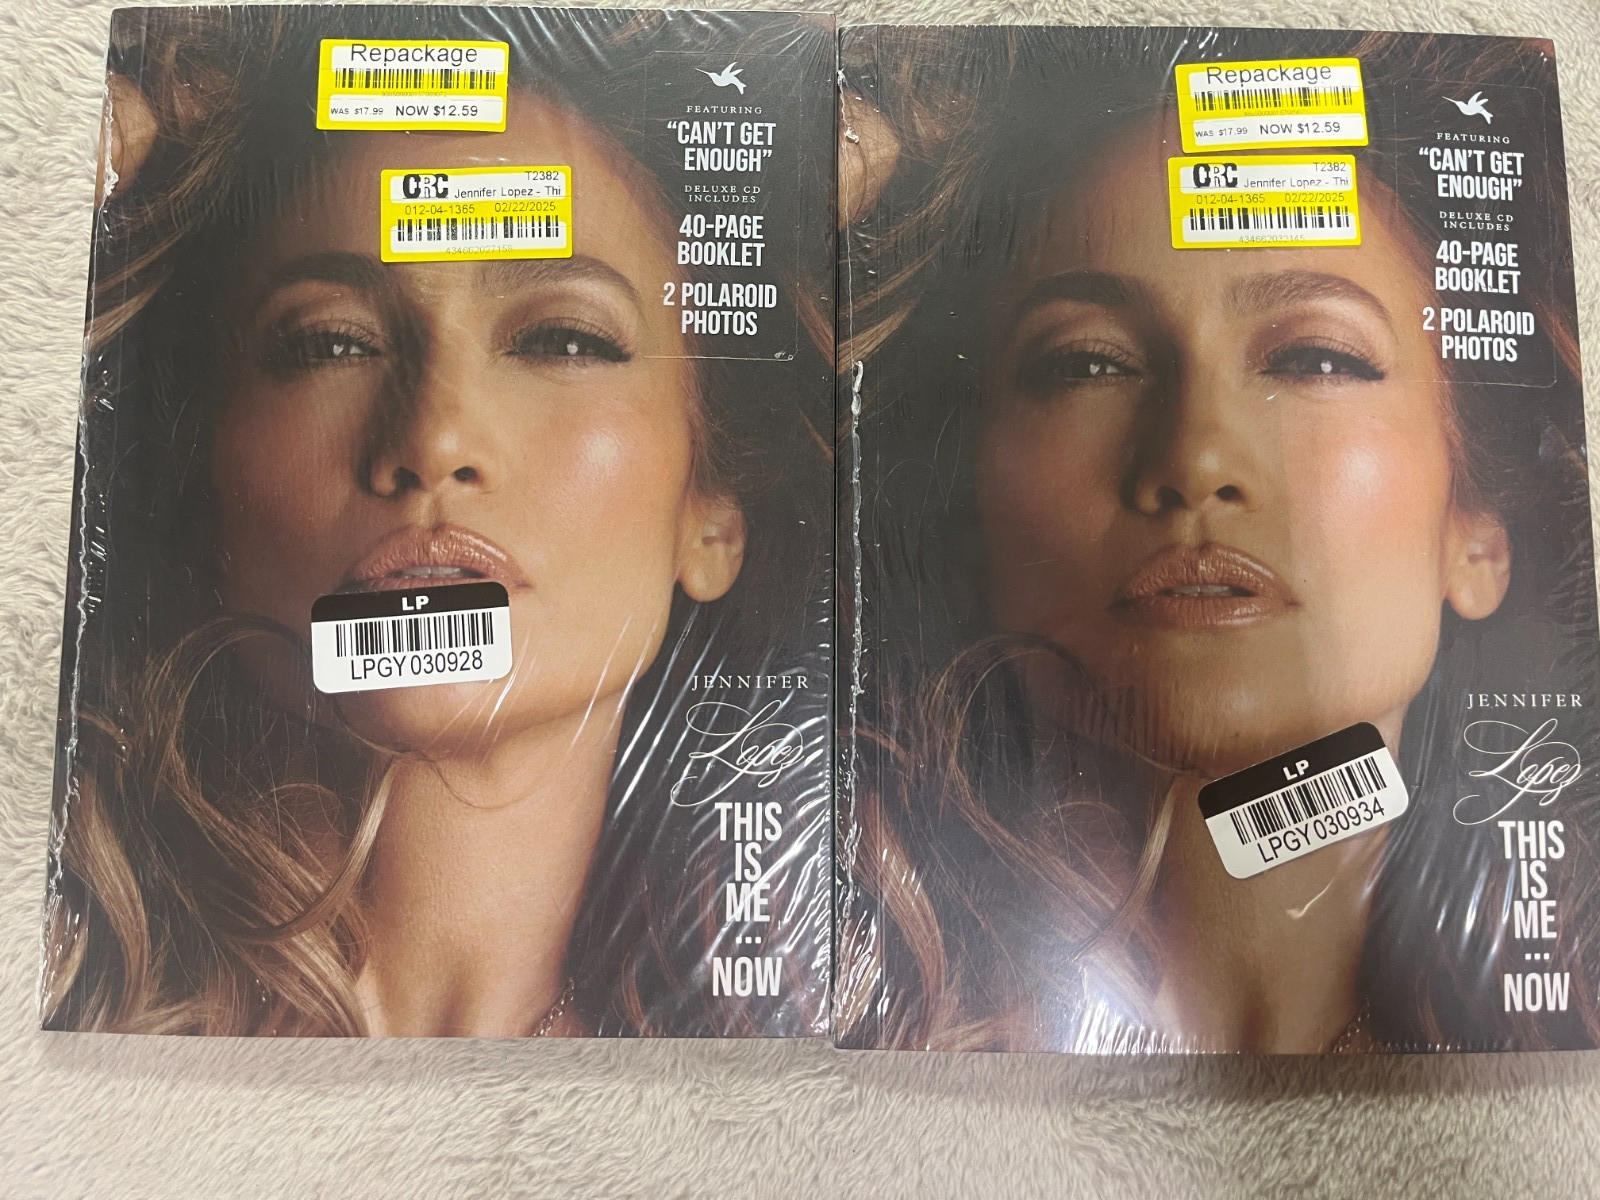 Repackage
WAS $17.99 NOW $12.59
CRC T2382
Jennifer Lopez - Thi
012-04-1365 02/22/2025
434662027158
FEATURING
“CAN’T GET
ENOUGH”
DELUXE CD
INCLUDES
40-PAGE
BOOKLET
2 POLAROID
PHOTOS
LP
LPGY030928
JENNIFER
Lopez
THIS
IS
ME
...
NOW
Repackage
WAS $17.99 NOW $12.59
CRC T2382
Jennifer Lopez - Thi
012-04-1365 02/22/2025
434662032145
FEATURING
“CAN’T GET
ENOUGH”
DELUXE CD
INCLUDES
40-PAGE
BOOKLET
2 POLAROID
PHOTOS
LP
LPGY030934
JENNIFER
Lopez
THIS
IS
ME
...
NOW